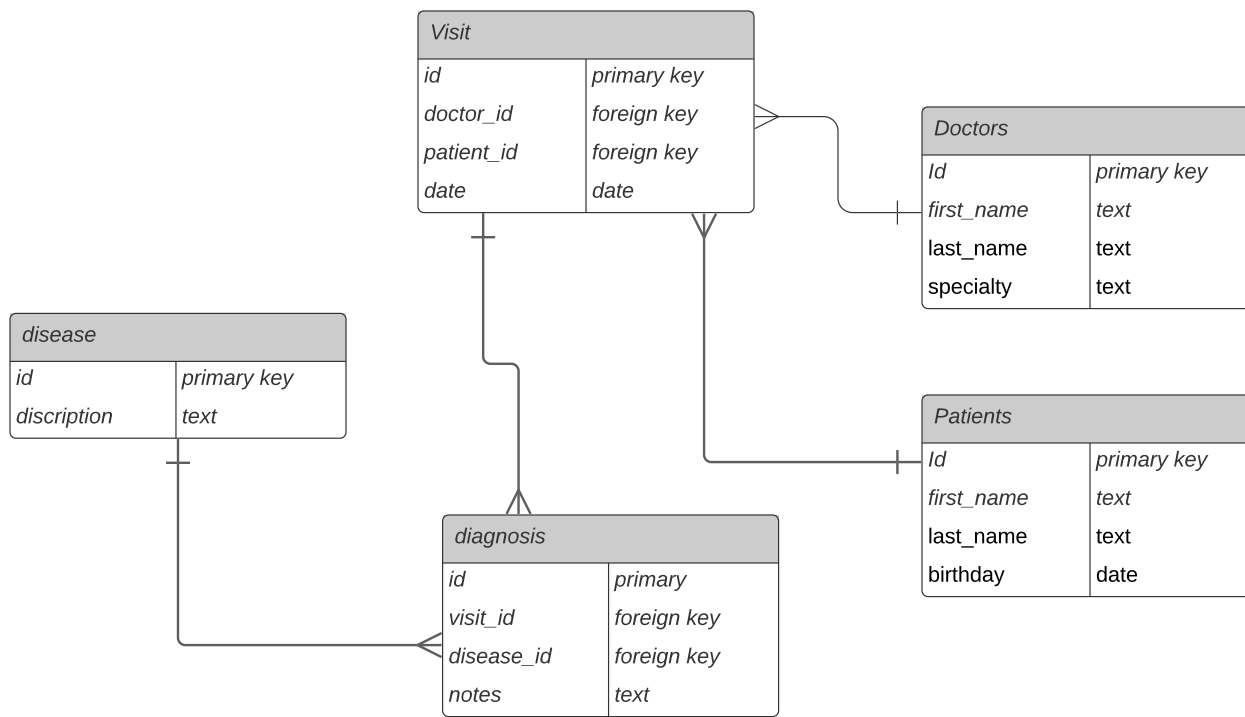 Visit
id primary key
doctor_id foreign key
patient_id foreign key
date date
Doctors
Id primary key
first_name text
last_name text
specialty text
disease
id primary key
discription text
Patients
Id primary key
first_name text
last_name text
birthday date
diagnosis
id primary
visit_id foreign key
disease_id foreign key
notes text